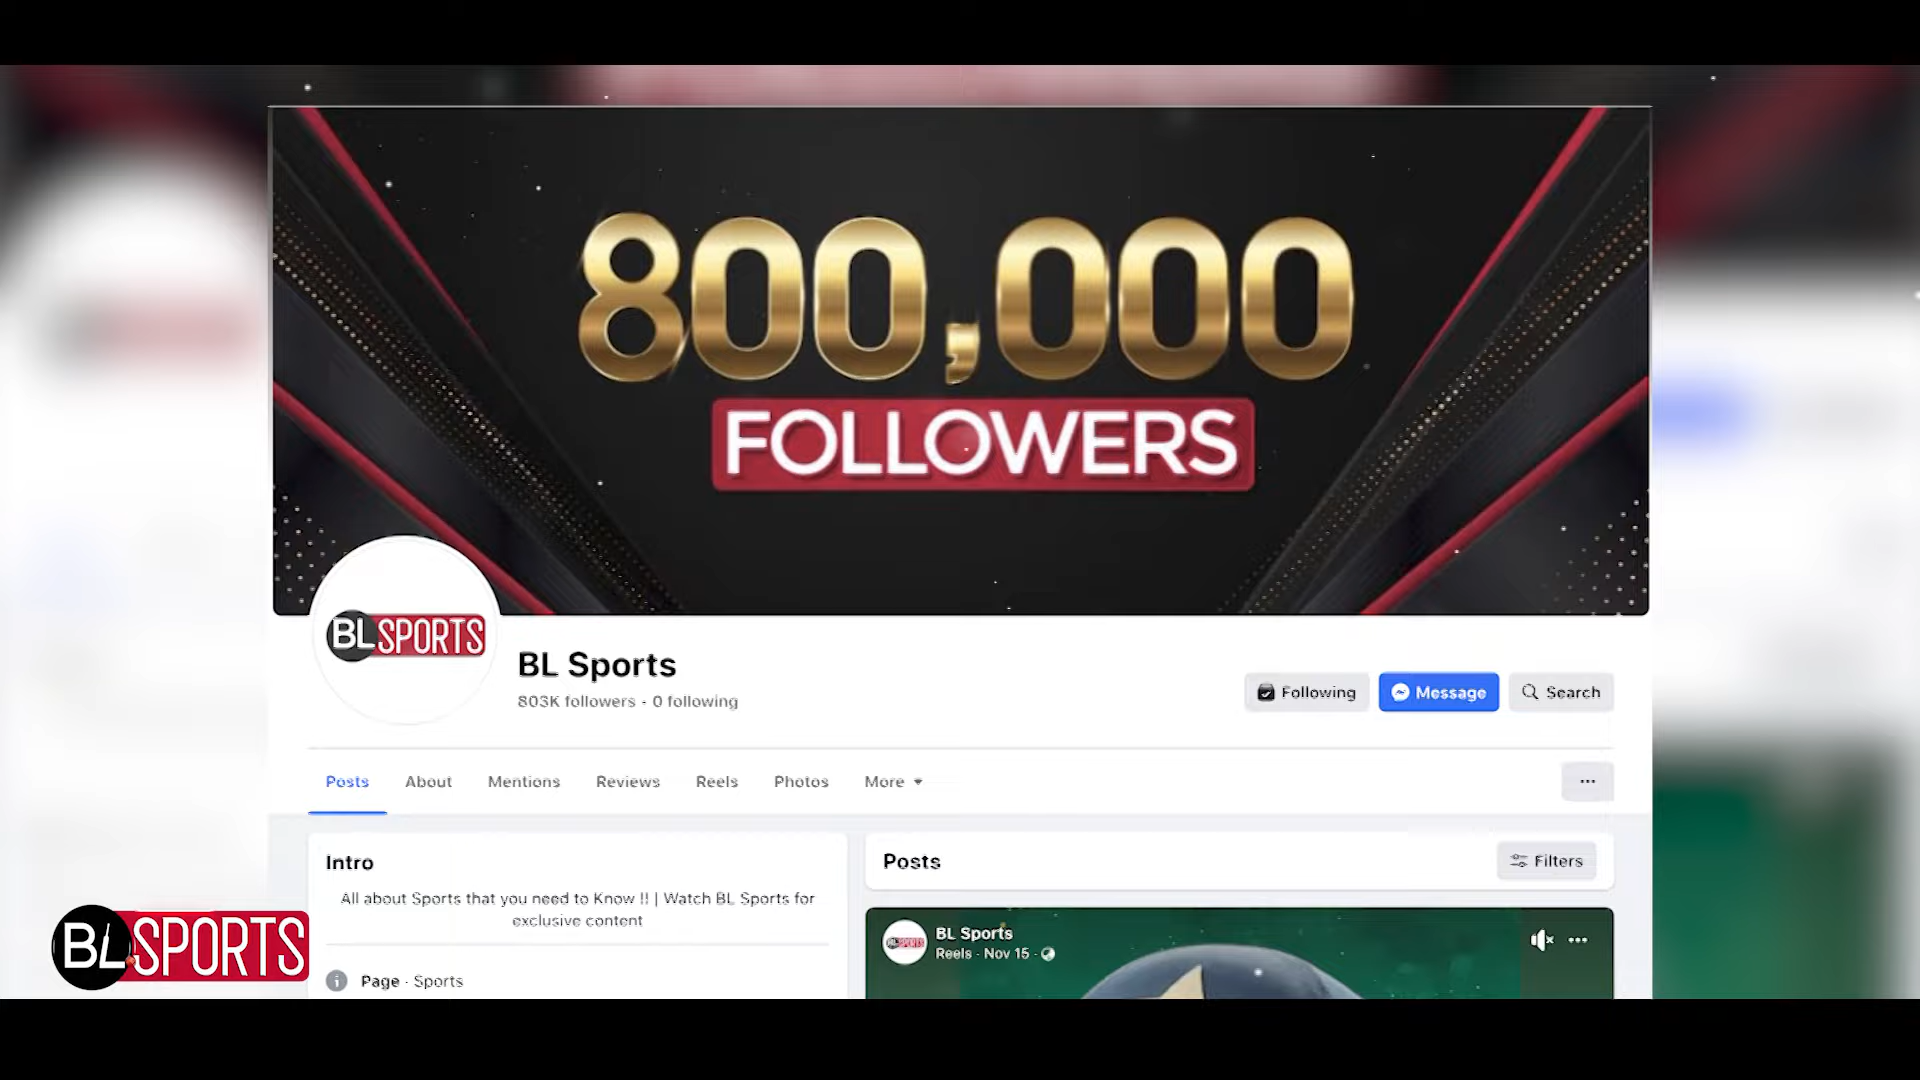 800,000
FOLLOWERS
BL SPORTS
BL Sports
803K followers · 0 following
Following
Message
Search
Posts
About
Mentions
Reviews
Reels
Photos
More
Intro
All about Sports that you need to Know !! | Watch BL Sports for
exclusive content
Page · Sports
Posts
Filters
BL SPORTS
BL Sports
Reels · Nov 15 ·
BL SPORTS